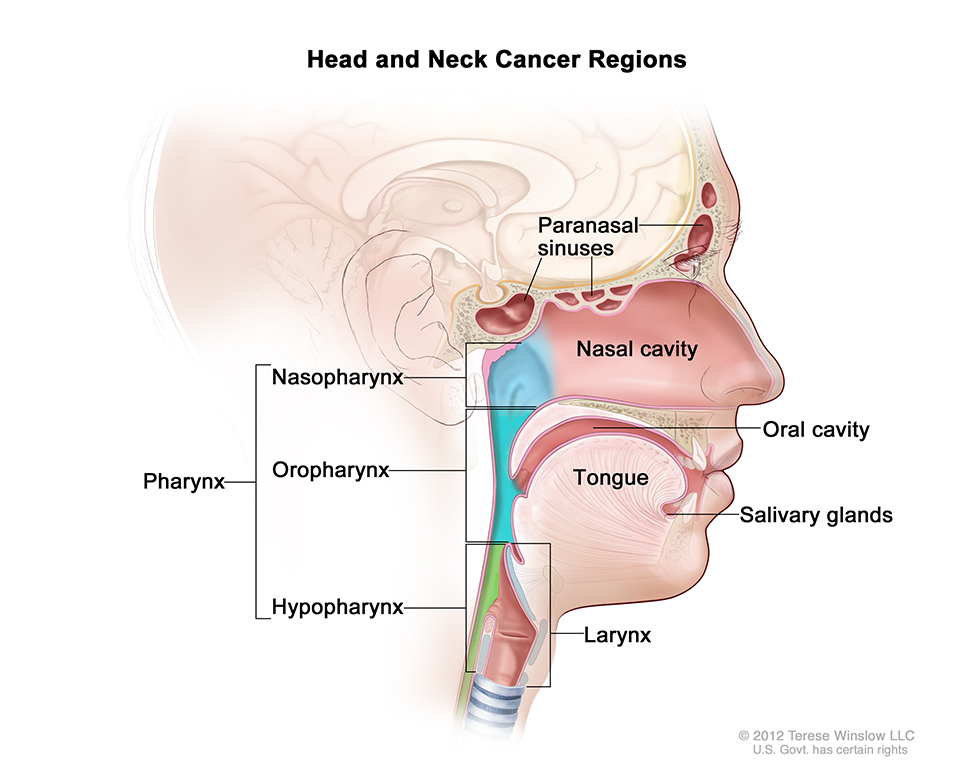 Head and Neck Cancer Regions
Paranasal
sinuses
Nasal cavity
Nasopharynx
Oral cavity
Oropharynx
Tongue
Pharynx
Salivary glands
Hypopharynx
Larynx
© 2012 Terese Winslow LLC
U.S. Govt. has certain rights